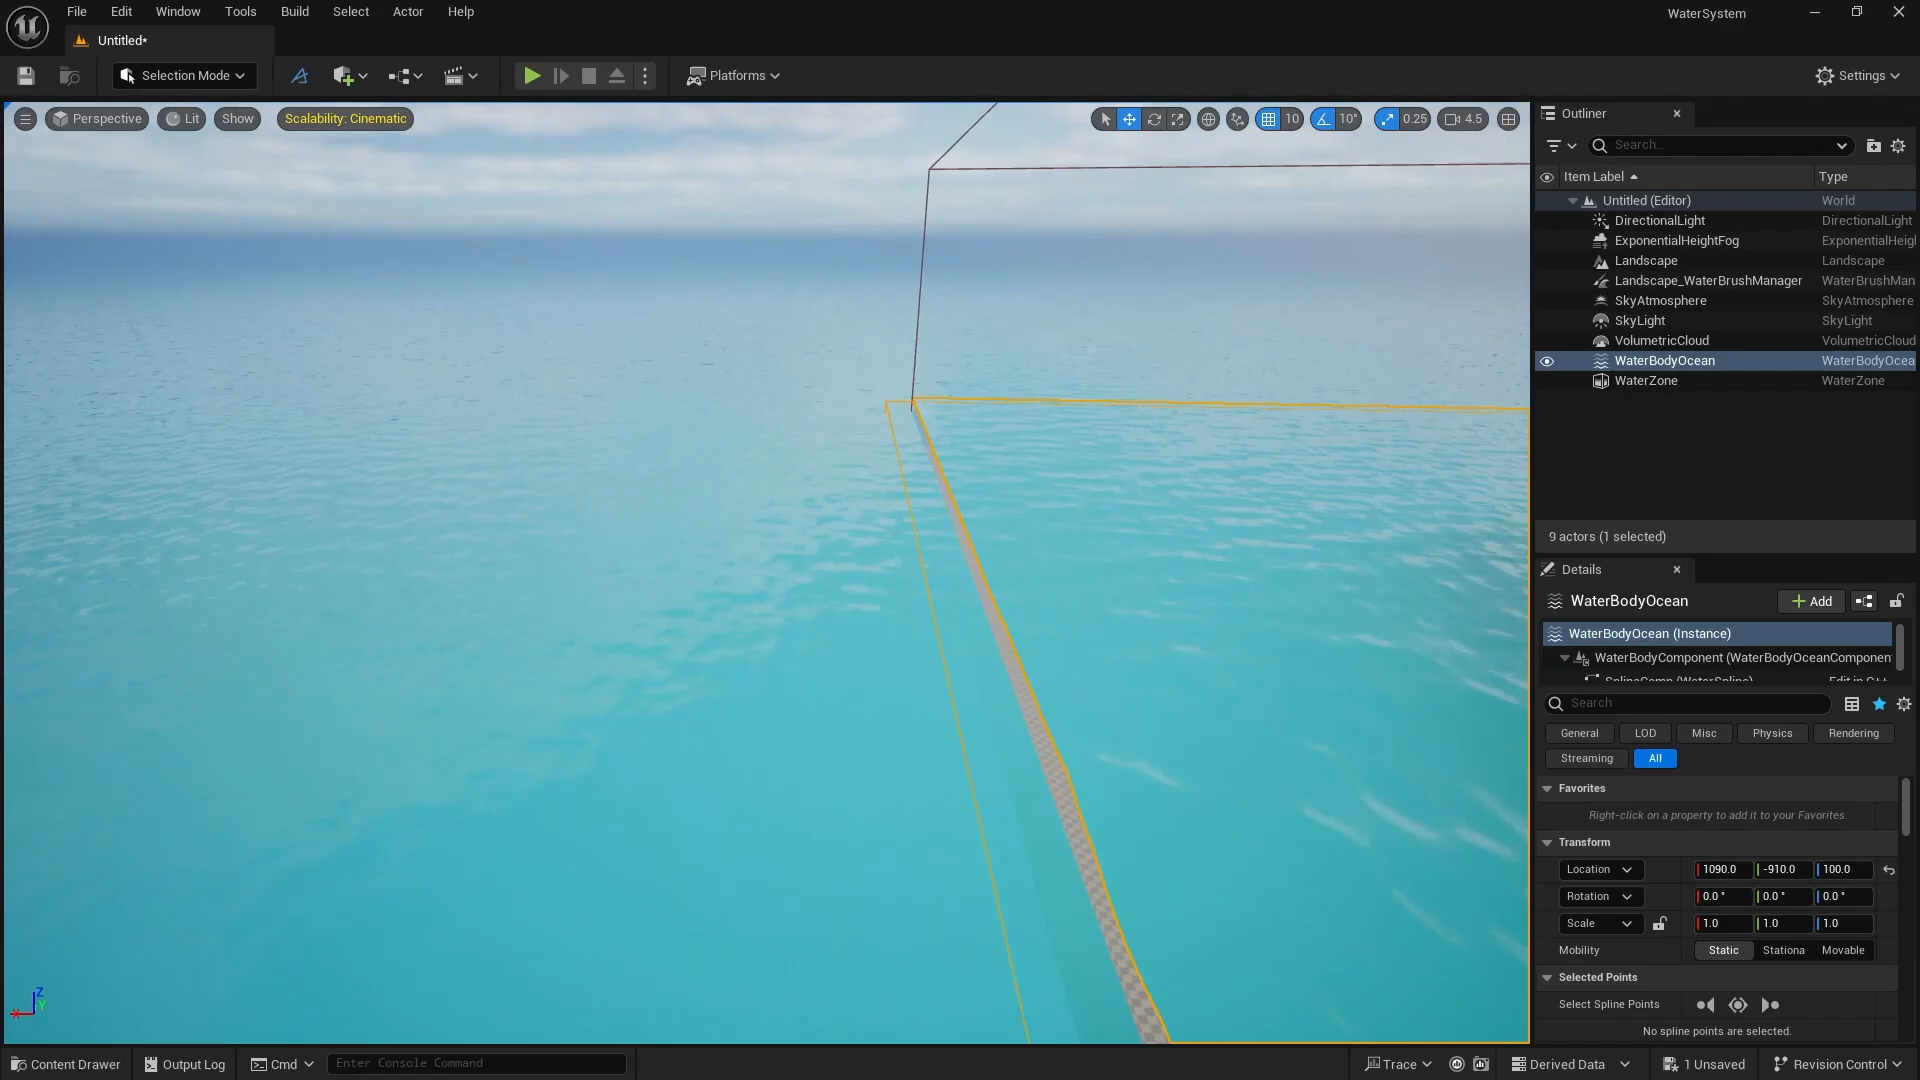 File Edit Window Tools Build Select Actor Help
WaterSystem
Untitled*
Selection Mode
Platforms
Settings
Perspective Lit Show Scalability: Cinematic
10 10° 0.25 4.5
Outliner
Search...
Item Label Type
Untitled (Editor) World
DirectionalLight DirectionalLight
ExponentialHeightFog ExponentialHeigl
Landscape Landscape
Landscape_WaterBrushManager WaterBrushMan
SkyAtmosphere SkyAtmosphere
SkyLight SkyLight
VolumetricCloud VolumetricCloud
WaterBodyOcean WaterBodyOcea
WaterZone WaterZone
9 actors (1 selected)
Details
WaterBodyOcean Add
WaterBodyOcean (Instance)
WaterBodyComponent (WaterBodyOceanComponen
SplineComp (WaterSpline) Edit in C++
Search
General LOD Misc Physics Rendering
Streaming All
Favorites
Right-click on a property to add it to your Favorites.
Transform
Location 1090.0 -910.0 100.0
Rotation 0.0 ° 0.0 ° 0.0 °
Scale 1.0 1.0 1.0
Mobility Static Stationa Movable
Selected Points
Select Spline Points
No spline points are selected.
Z
Y
X
Content Drawer Output Log Cmd Enter Console Command Trace Derived Data 1 Unsaved Revision Control